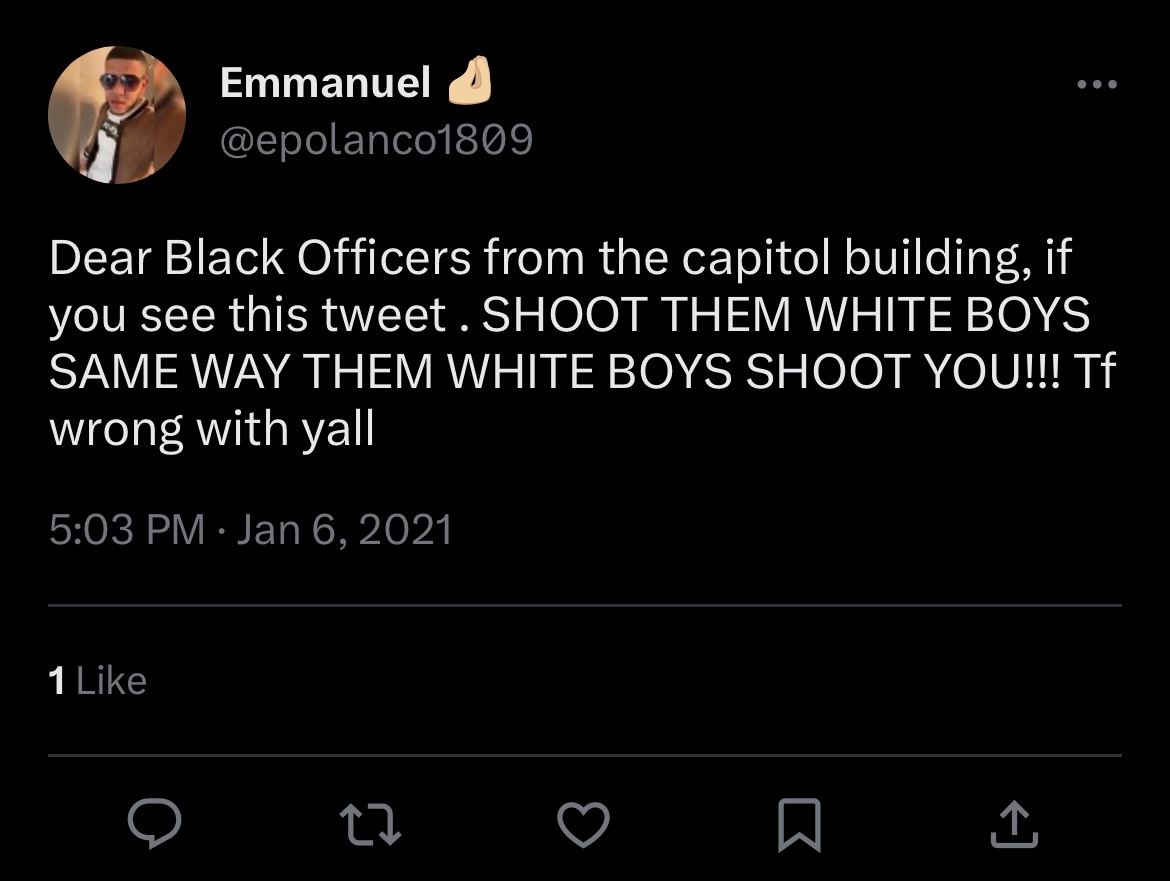 Emmanuel 🤌🏼
@epolanco1809
Dear Black Officers from the capitol building, if
you see this tweet . SHOOT THEM WHITE BOYS
SAME WAY THEM WHITE BOYS SHOOT YOU!!! Tf
wrong with yall
5:03 PM · Jan 6, 2021
1 Like